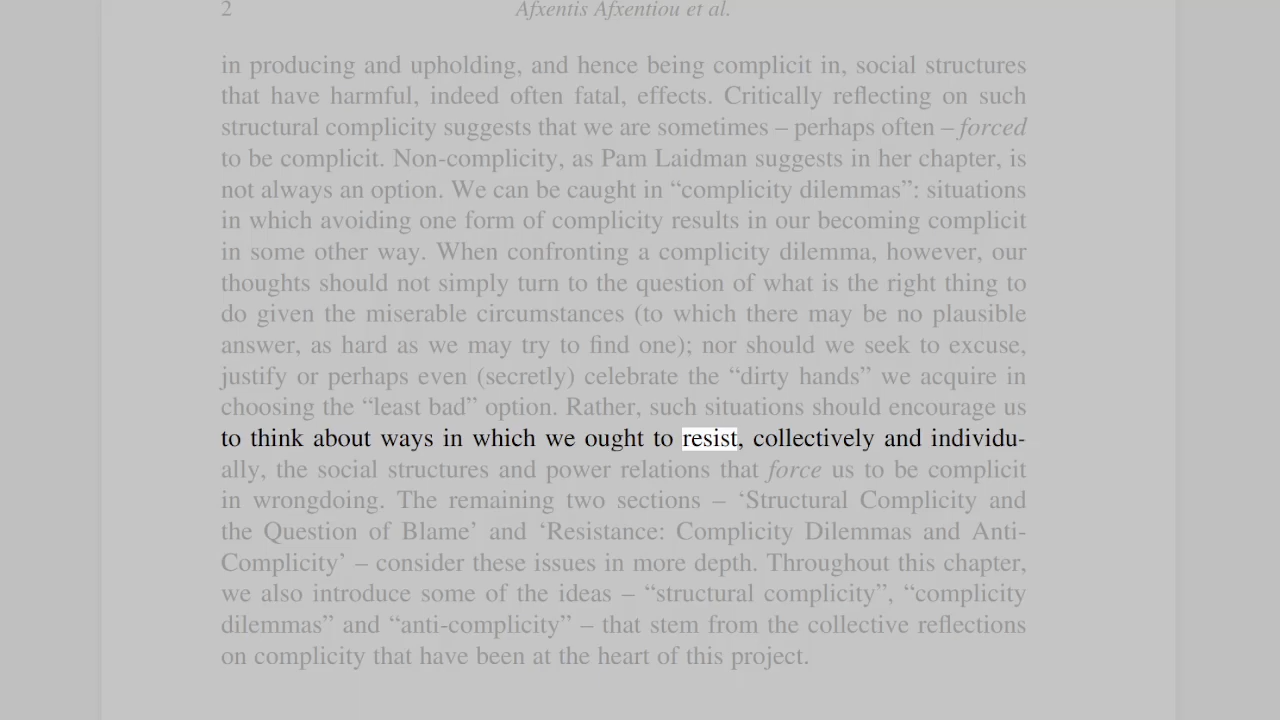 2 Afxentis Afxentiou et al.
in producing and upholding, and hence being complicit in, social structures
that have harmful, indeed often fatal, effects. Critically reflecting on such
structural complicity suggests that we are sometimes – perhaps often – forced
to be complicit. Non-complicity, as Pam Laidman suggests in her chapter, is
not always an option. We can be caught in “complicity dilemmas”: situations
in which avoiding one form of complicity results in our becoming complicit
in some other way. When confronting a complicity dilemma, however, our
thoughts should not simply turn to the question of what is the right thing to
do given the miserable circumstances (to which there may be no plausible
answer, as hard as we may try to find one); nor should we seek to excuse,
justify or perhaps even (secretly) celebrate the “dirty hands” we acquire in
choosing the “least bad” option. Rather, such situations should encourage us
to think about ways in which we ought to resist, collectively and individu-
ally, the social structures and power relations that force us to be complicit
in wrongdoing. The remaining two sections – ‘Structural Complicity and
the Question of Blame’ and ‘Resistance: Complicity Dilemmas and Anti-
Complicity’ – consider these issues in more depth. Throughout this chapter,
we also introduce some of the ideas – “structural complicity”, “complicity
dilemmas” and “anti-complicity” – that stem from the collective reflections
on complicity that have been at the heart of this project.